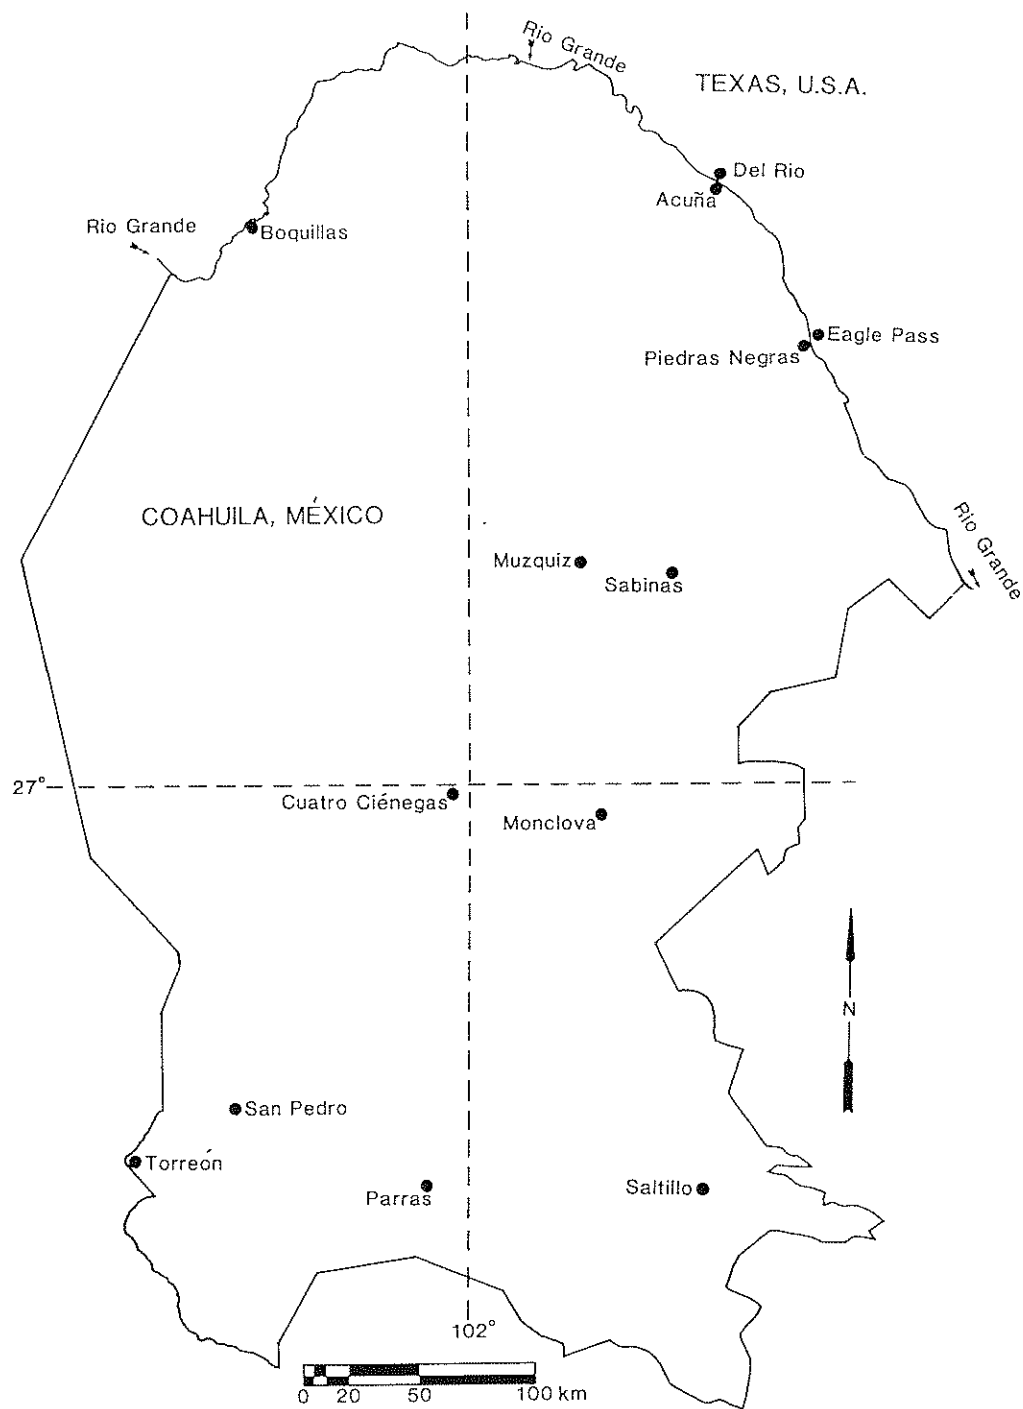 Rio Grande
TEXAS, U.S.A.
Del Rio
Acuña
Rio Grande
Boquillas
Eagle Pass
Piedras Negras
COAHUILA, MÉXICO
Rio Grande
Muzquiz
Sabinas
27°
Cuatro Ciénegas
Monclova
N
San Pedro
Torreón
Parras
Saltillo
102°
0 20 50 100 km